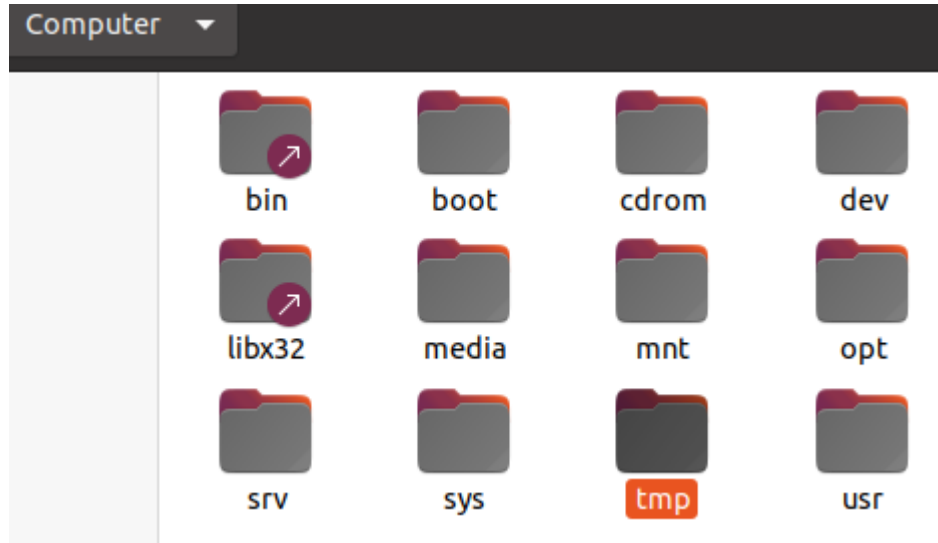 Computer
bin boot cdrom dev
libx32 media mnt opt
srv sys tmp usr